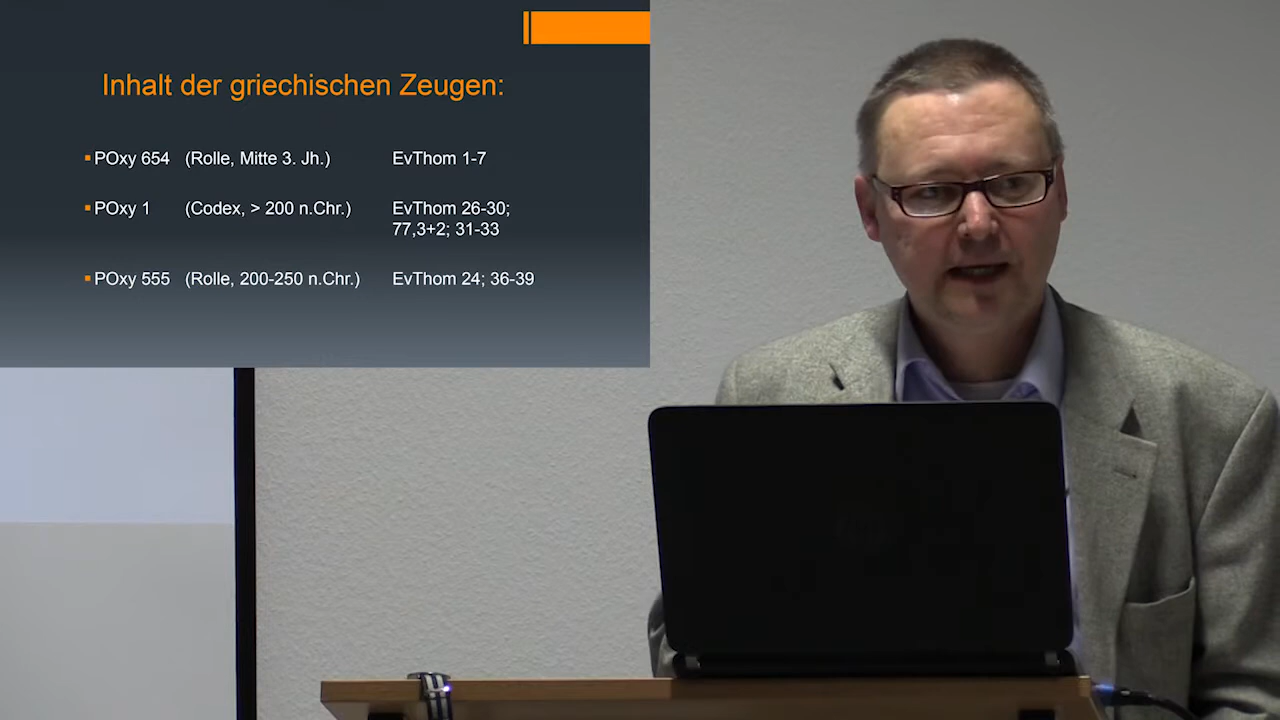 Inhalt der griechischen Zeugen:
▪ POxy 654 (Rolle, Mitte 3. Jh.) EvThom 1-7
▪ POxy 1 (Codex, > 200 n.Chr.) EvThom 26-30;
77,3+2; 31-33
▪ POxy 555 (Rolle, 200-250 n.Chr.) EvThom 24; 36-39